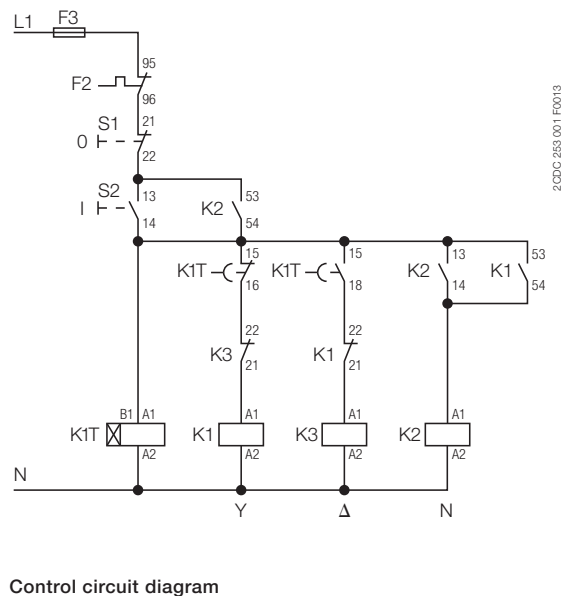 L1 F3
95
F2
96
S1 21
0
22
S2 13 53
I K2
14 54
15 15 13 53
K1T K1T K2 K1
16 18 14 54
22 22
K3 K1
21 21
B1 A1 A1 A1 A1
K1T K1 K3 K2
A2 A2 A2 A2
N
Y Δ N
2CDC 253 001 F0013
Control circuit diagram